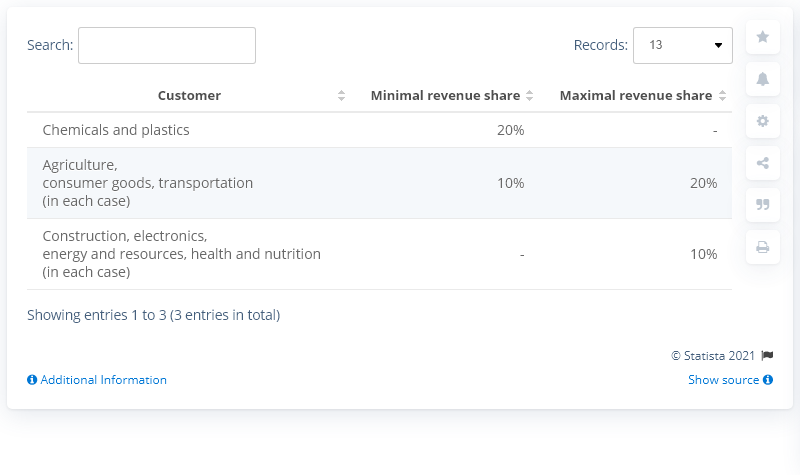 Search:
Records: 13
Customer Minimal revenue share Maximal revenue share
Chemicals and plastics 20% -
Agriculture,
consumer goods, transportation 10% 20%
(in each case)
Construction, electronics,
energy and resources, health and nutrition - 10%
(in each case)
Showing entries 1 to 3 (3 entries in total)
© Statista 2021
Additional Information Show source